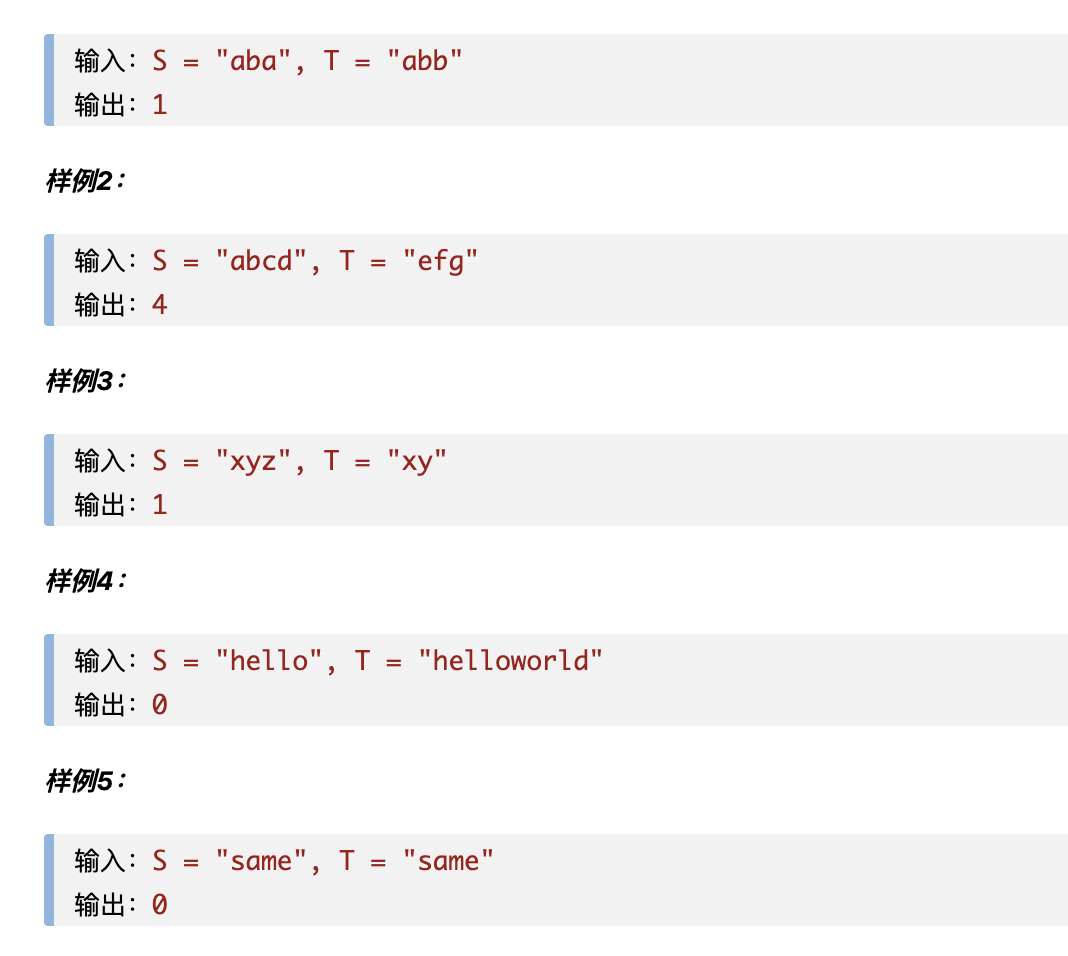 输入：S = "aba", T = "abb"
输出：1
样例2：
输入：S = "abcd", T = "efg"
输出：4
样例3：
输入：S = "xyz", T = "xy"
输出：1
样例4：
输入：S = "hello", T = "helloworld"
输出：0
样例5：
输入：S = "same", T = "same"
输出：0